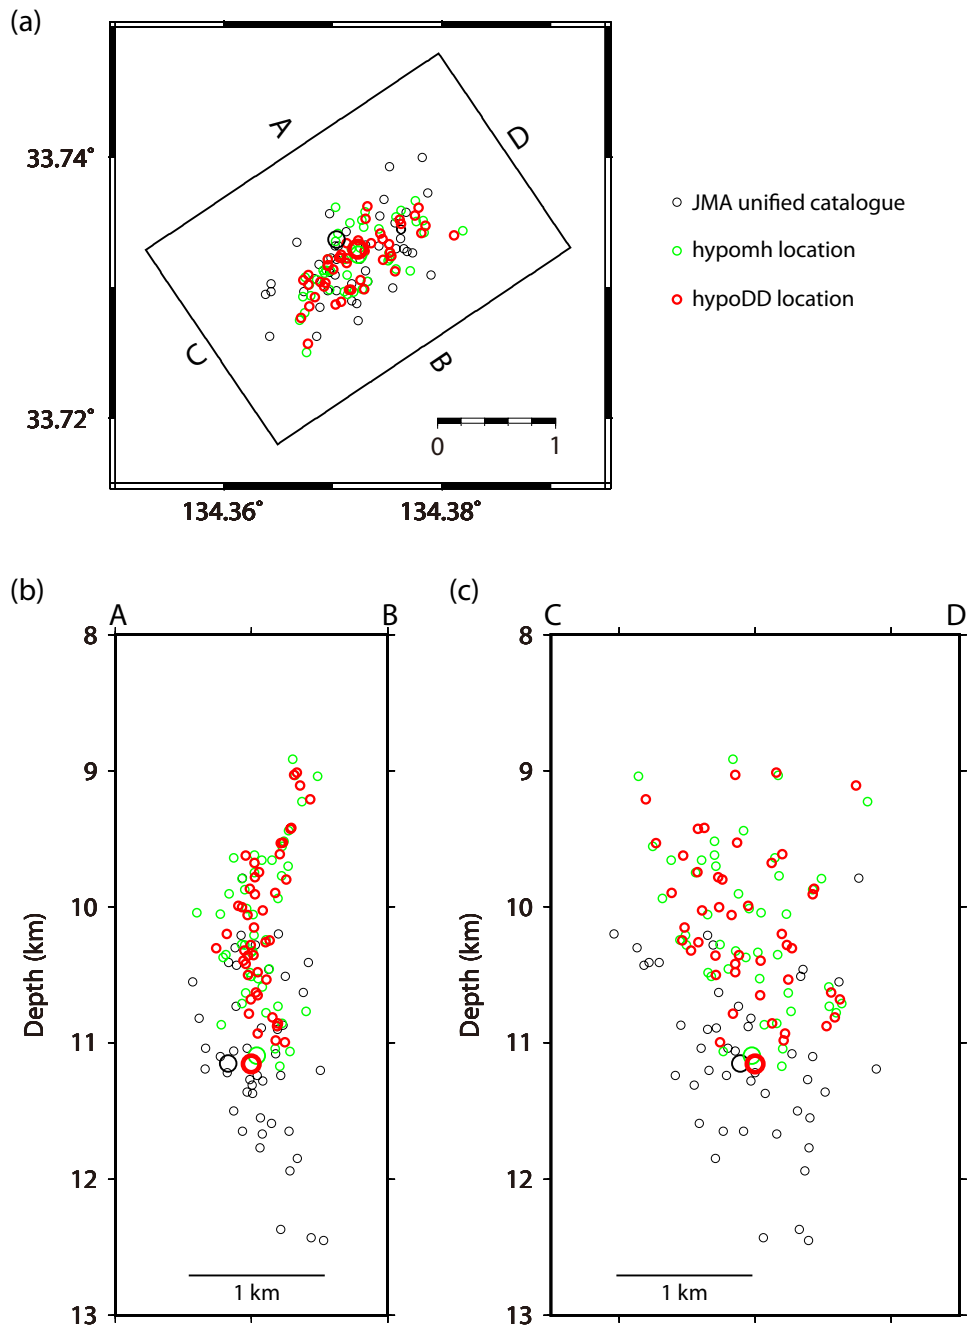 (a)
A
D
33.74°
JMA unified catalogue
hypomh location
hypoDD location
C
B
33.72°
0 1
134.36° 134.38°
(b) (c)
A B C D
8 8
9 9
10 10
11 11
12 12
13 13
Depth (km) Depth (km)
1 km 1 km